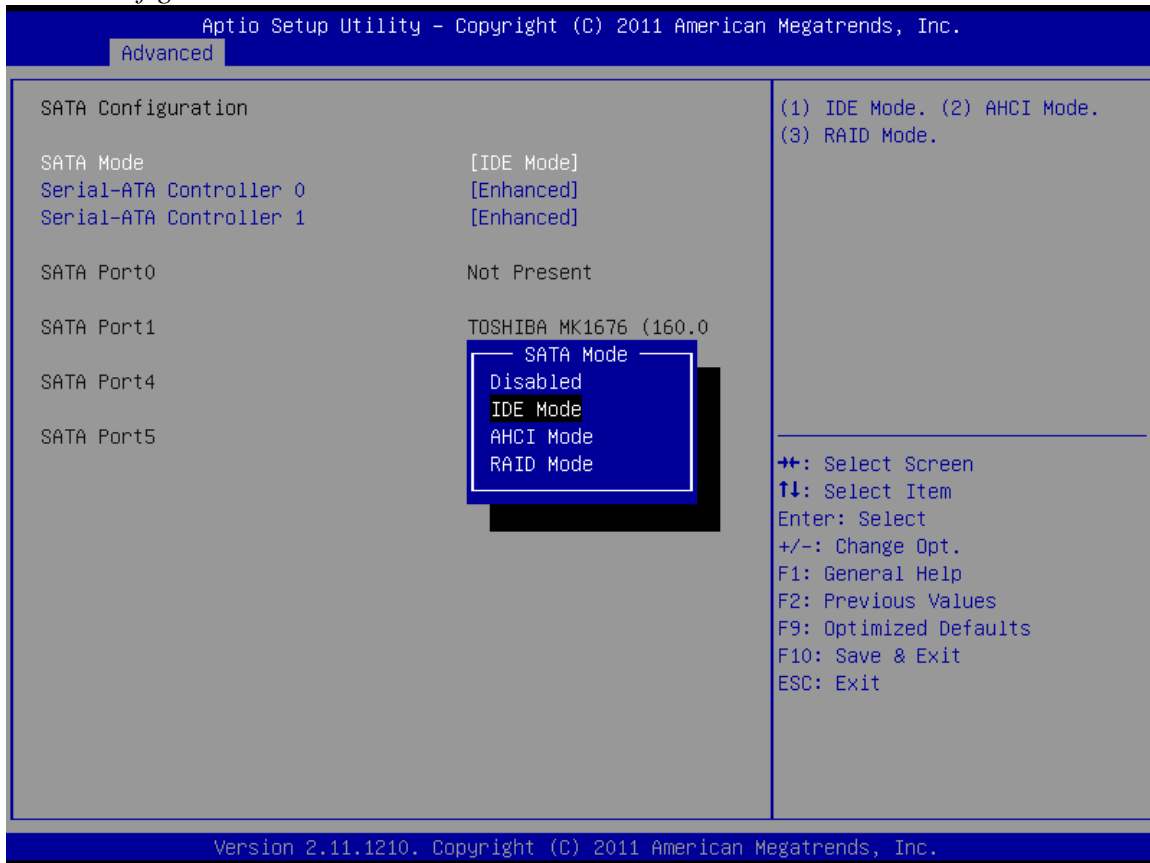 Aptio Setup Utility – Copyright (C) 2011 American Megatrends, Inc.
Advanced
SATA Configuration
SATA Mode [IDE Mode]
Serial-ATA Controller 0 [Enhanced]
Serial-ATA Controller 1 [Enhanced]
SATA Port0 Not Present
SATA Port1 TOSHIBA MK1676 (160.0
SATA Port4
SATA Port5
SATA Mode
Disabled
IDE Mode
AHCI Mode
RAID Mode
(1) IDE Mode. (2) AHCI Mode.
(3) RAID Mode.
→←: Select Screen
↑↓: Select Item
Enter: Select
+/-: Change Opt.
F1: General Help
F2: Previous Values
F9: Optimized Defaults
F10: Save & Exit
ESC: Exit
Version 2.11.1210. Copyright (C) 2011 American Megatrends, Inc.